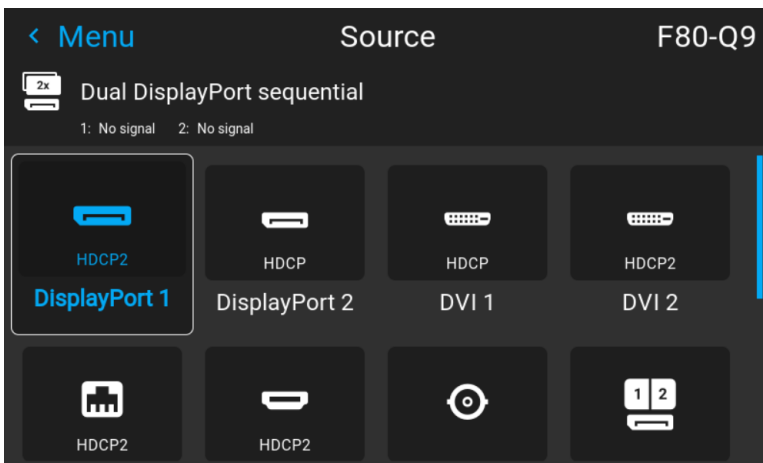 Menu
Source
F80-Q9
2x
Dual DisplayPort sequential
1: No signal 2: No signal
HDCP2
HDCP
HDCP
HDCP2
DisplayPort 1
DisplayPort 2
DVI 1
DVI 2
1 2
HDCP2
HDCP2